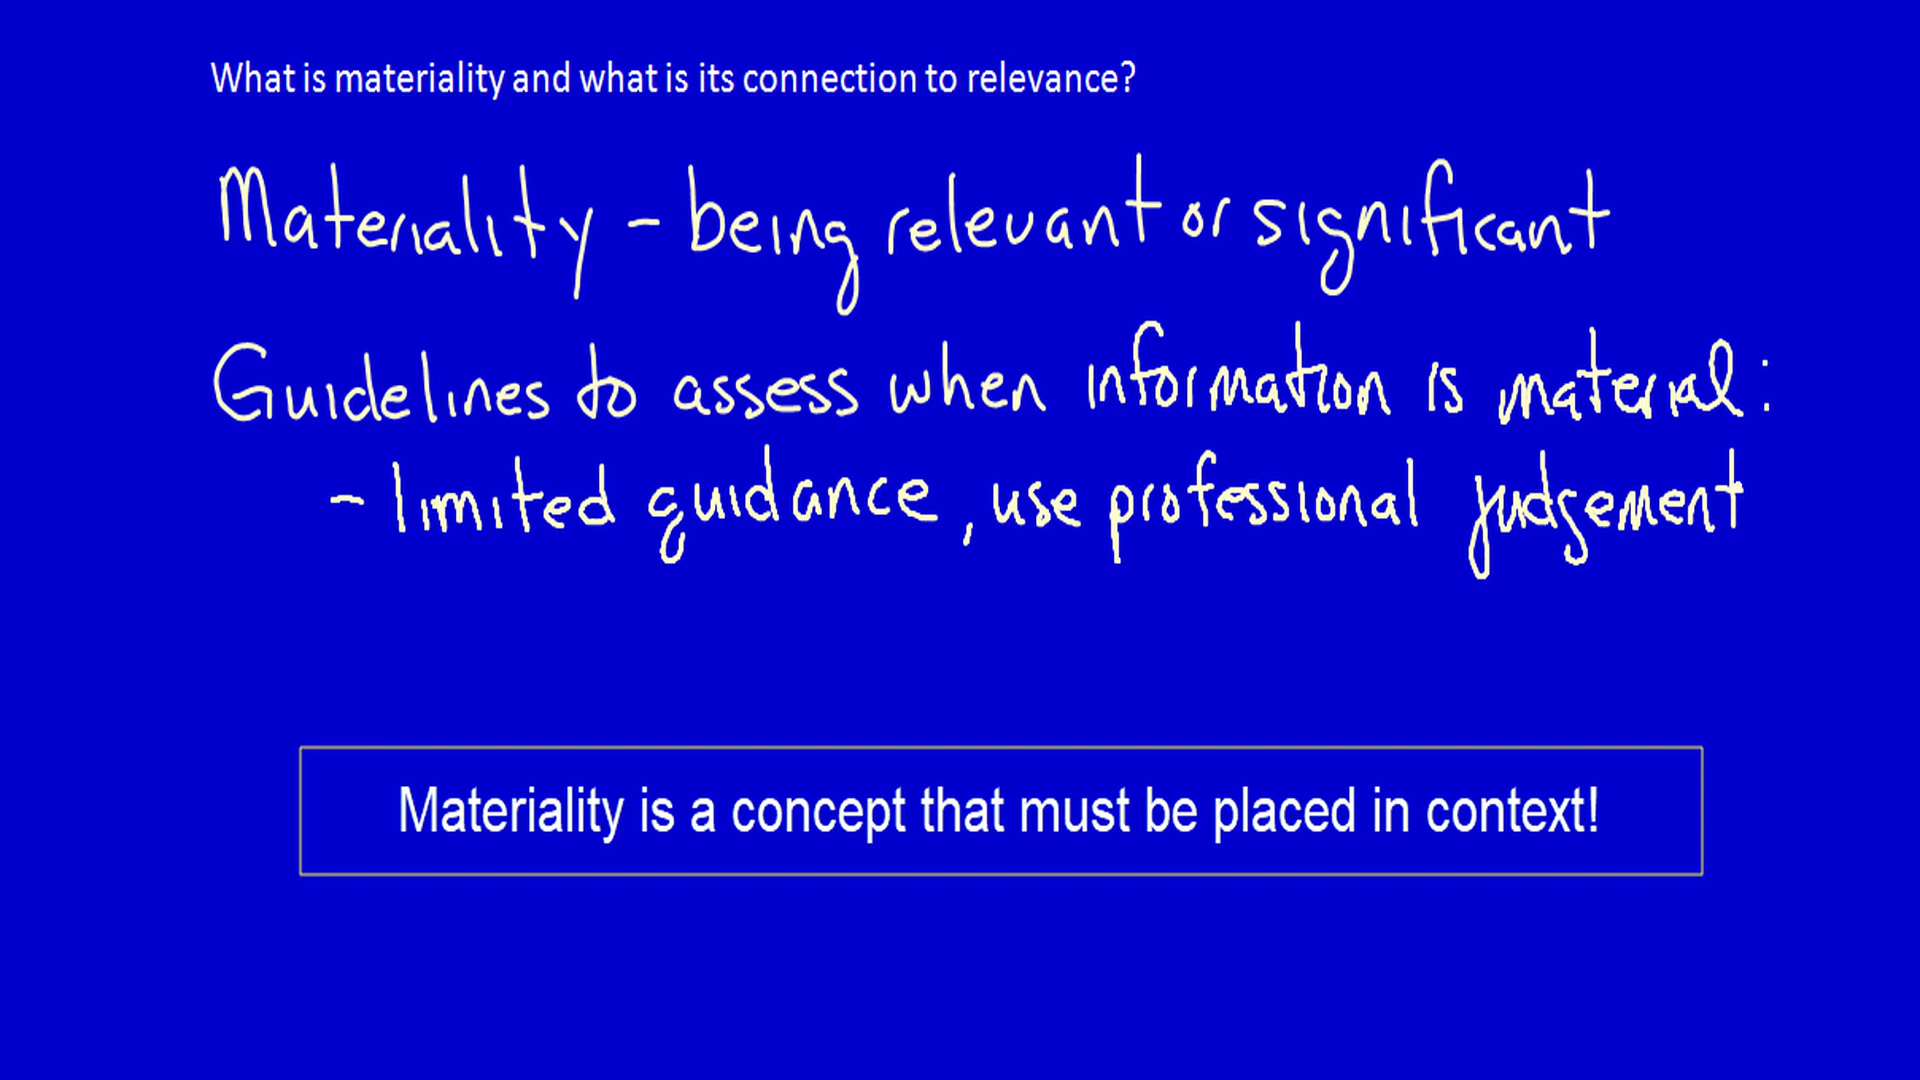 What is materiality and what is its connection to relevance?
Materiality - being relevant or significant
Guidelines to assess when information is material:
- limited guidance, use professional judgement
Materiality is a concept that must be placed in context!